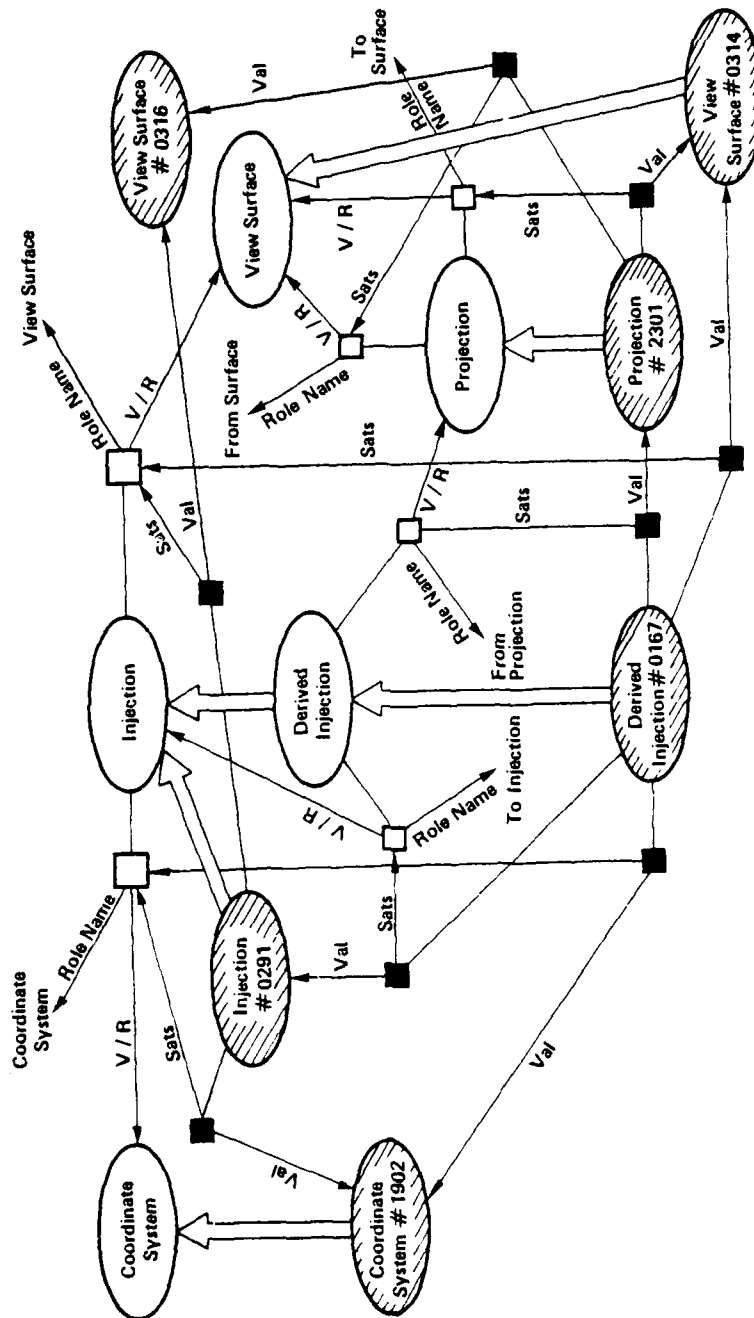 Coordinate
System
Role Name
View Surface
Role Name
V / R
Coordinate
System
V / R
Sats
Injection
Sats
V / R
View Surface
# 0316
Val
Val
Injection
# 0291
V / R
Derived
Injection
From Surface
Role Name
V / R
View Surface
Sats
V / R
To
Surface
Role
Name
Val
Val
Sats
Role Name
To Injection
Role Name
From
Projection
V / R
Sats
Sats
Projection
Sats
Coordinate
System # 1902
Val
Derived
Injection # 0167
Val
Projection
# 2301
Val
Val
View
Surface # 0314